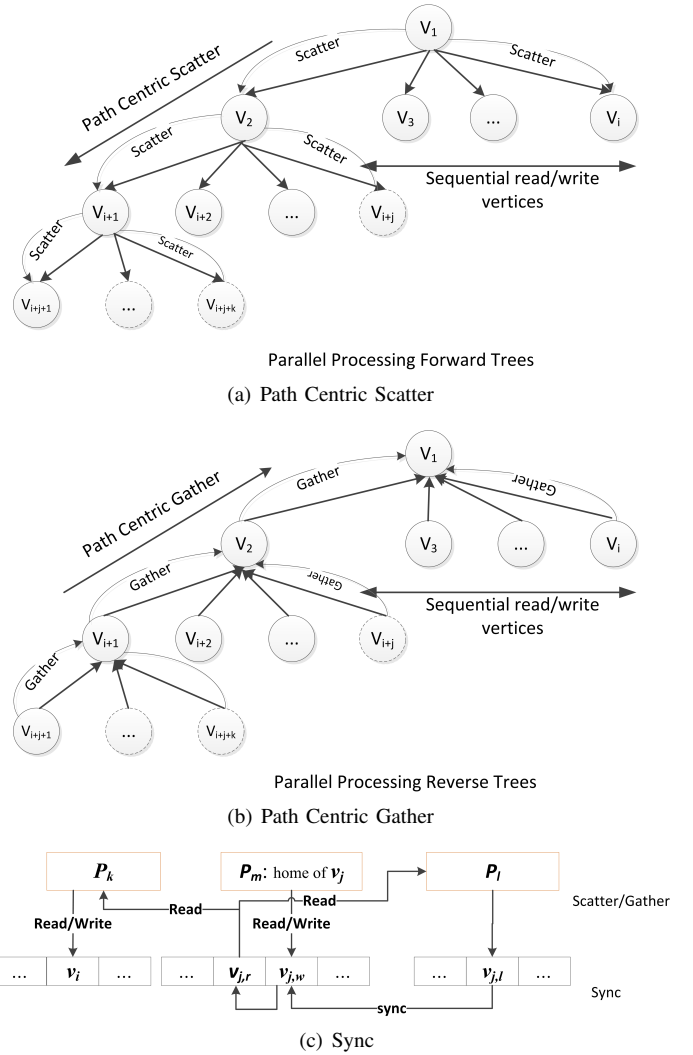 V1
Scatter
Scatter
Path Centric Scatter
V2
V3
...
Vi
Scatter
Scatter
Sequential read/write
vertices
Vi+1
Vi+2
...
Vi+j
Scatter
Scatter
Vi+j+1
...
Vi+j+k
Parallel Processing Forward Trees
(a) Path Centric Scatter
V1
Gather
Gather
Path Centric Gather
V2
V3
...
Vi
Gather
Gather
Sequential read/write
vertices
Vi+1
Vi+2
...
Vi+j
Gather
Vi+j+1
...
Vi+j+k
Parallel Processing Reverse Trees
(b) Path Centric Gather
Pk
Pm: home of vj
Pl
Scatter/Gather
Read
Read
Read/Write
Read/Write
... vi ...
... vj,r vj,w ...
... vj,l ...
Sync
sync
(c) Sync